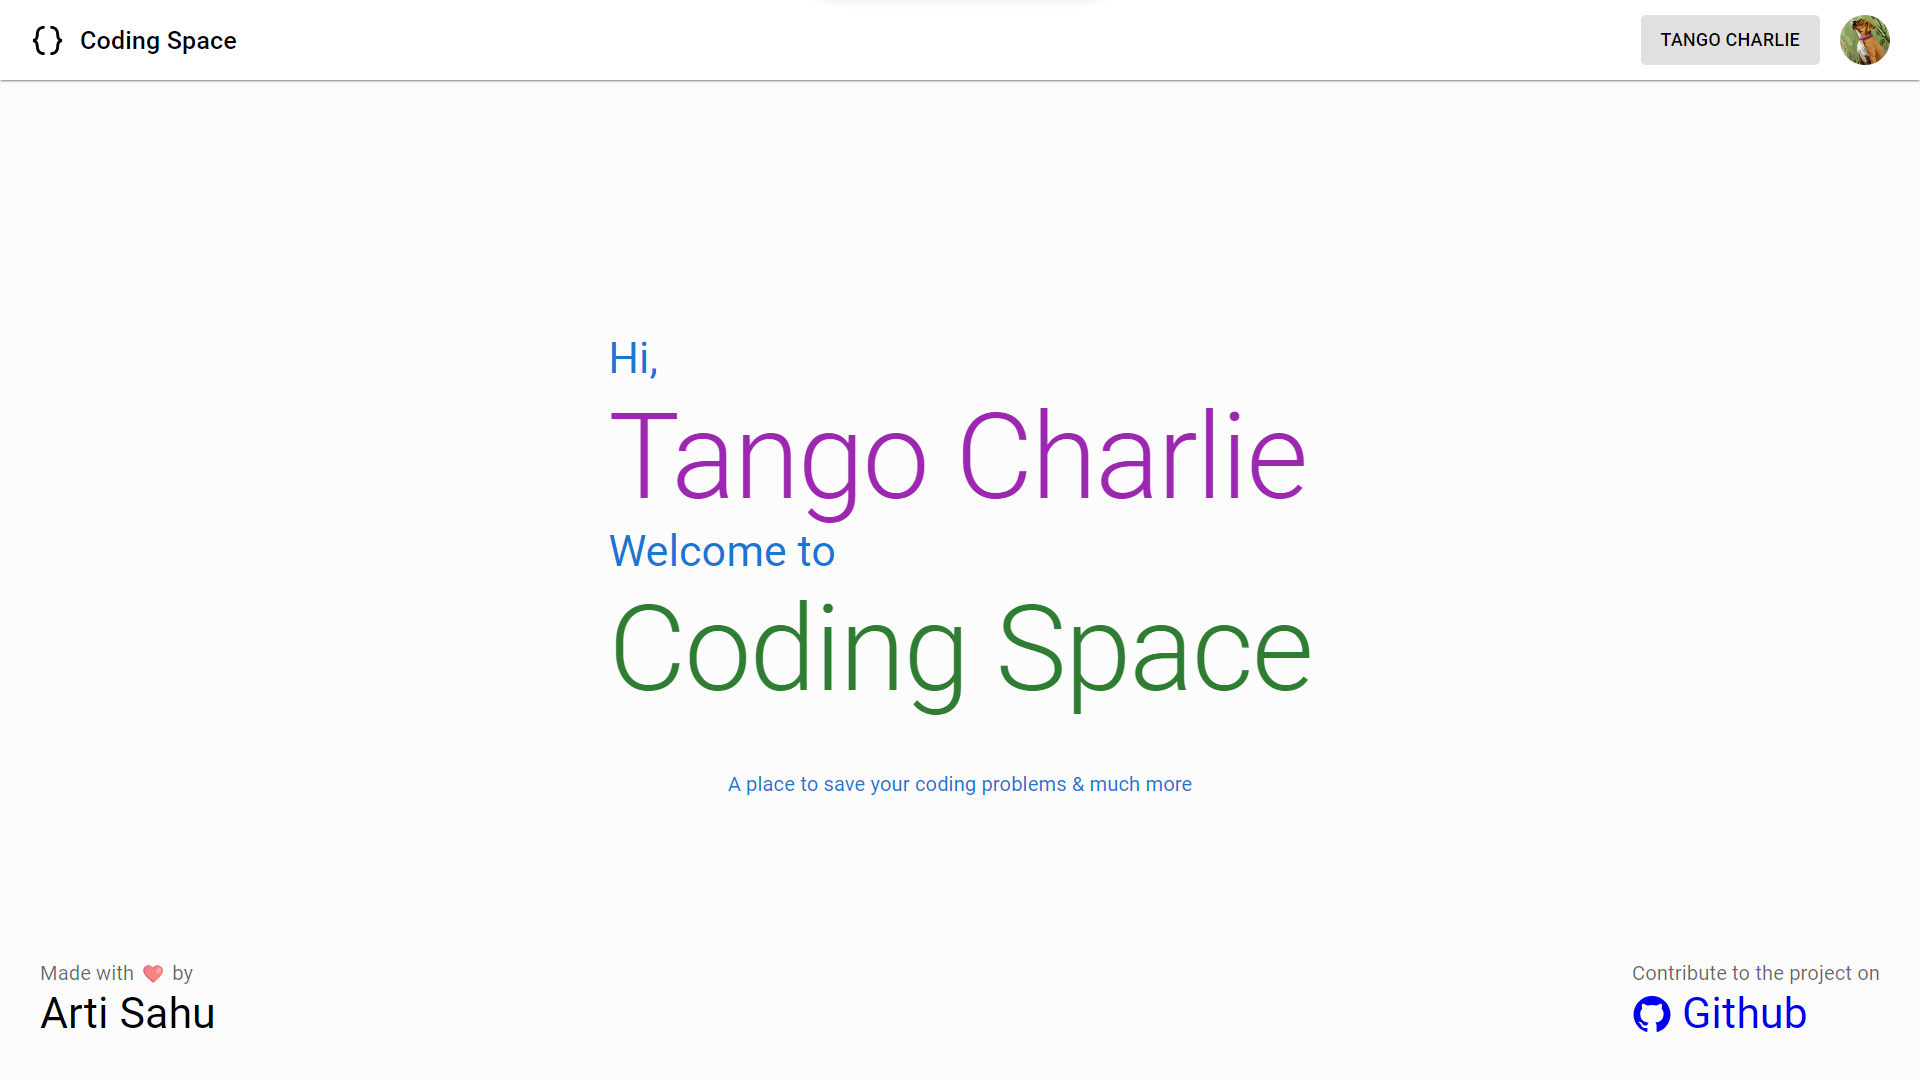 {} Coding Space
TANGO CHARLIE
Hi,
Tango Charlie
Welcome to
Coding Space
A place to save your coding problems & much more
Made with ❤️ by
Arti Sahu
Contribute to the project on
Github